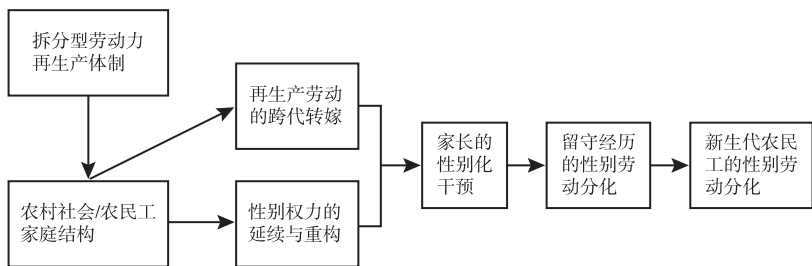 拆分型劳动力
再生产体制
再生产劳动
的跨代转嫁
家长的
性别化
干预
留守经历
的性别劳
动分化
新生代农民
工的性别劳
动分化
农村社会/农民工
家庭结构
性别权力的
延续与重构